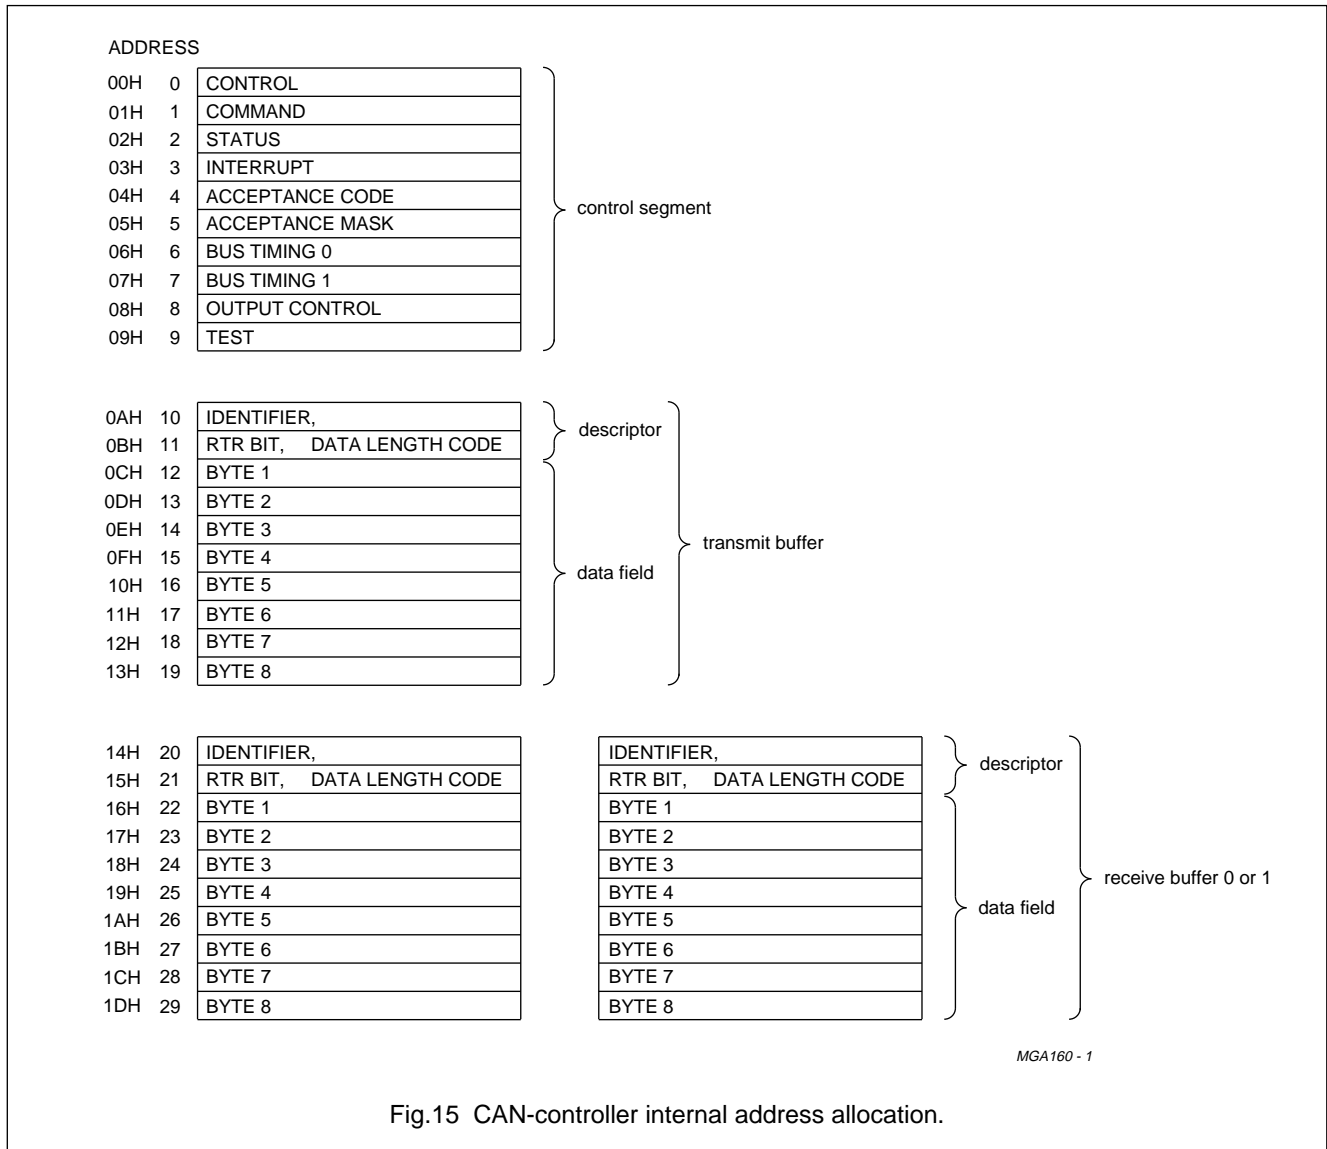 ADDRESS
00H 0 CONTROL
01H 1 COMMAND
02H 2 STATUS
03H 3 INTERRUPT
04H 4 ACCEPTANCE CODE
05H 5 ACCEPTANCE MASK
06H 6 BUS TIMING 0
07H 7 BUS TIMING 1
08H 8 OUTPUT CONTROL
09H 9 TEST
control segment
0AH 10 IDENTIFIER,
0BH 11 RTR BIT, DATA LENGTH CODE
0CH 12 BYTE 1
0DH 13 BYTE 2
0EH 14 BYTE 3
0FH 15 BYTE 4
10H 16 BYTE 5
11H 17 BYTE 6
12H 18 BYTE 7
13H 19 BYTE 8
descriptor
data field
transmit buffer
14H 20 IDENTIFIER, IDENTIFIER,
15H 21 RTR BIT, DATA LENGTH CODE RTR BIT, DATA LENGTH CODE
16H 22 BYTE 1 BYTE 1
17H 23 BYTE 2 BYTE 2
18H 24 BYTE 3 BYTE 3
19H 25 BYTE 4 BYTE 4
1AH 26 BYTE 5 BYTE 5
1BH 27 BYTE 6 BYTE 6
1CH 28 BYTE 7 BYTE 7
1DH 29 BYTE 8 BYTE 8
descriptor
data field
receive buffer 0 or 1
MGA160 - 1
Fig.15 CAN-controller internal address allocation.